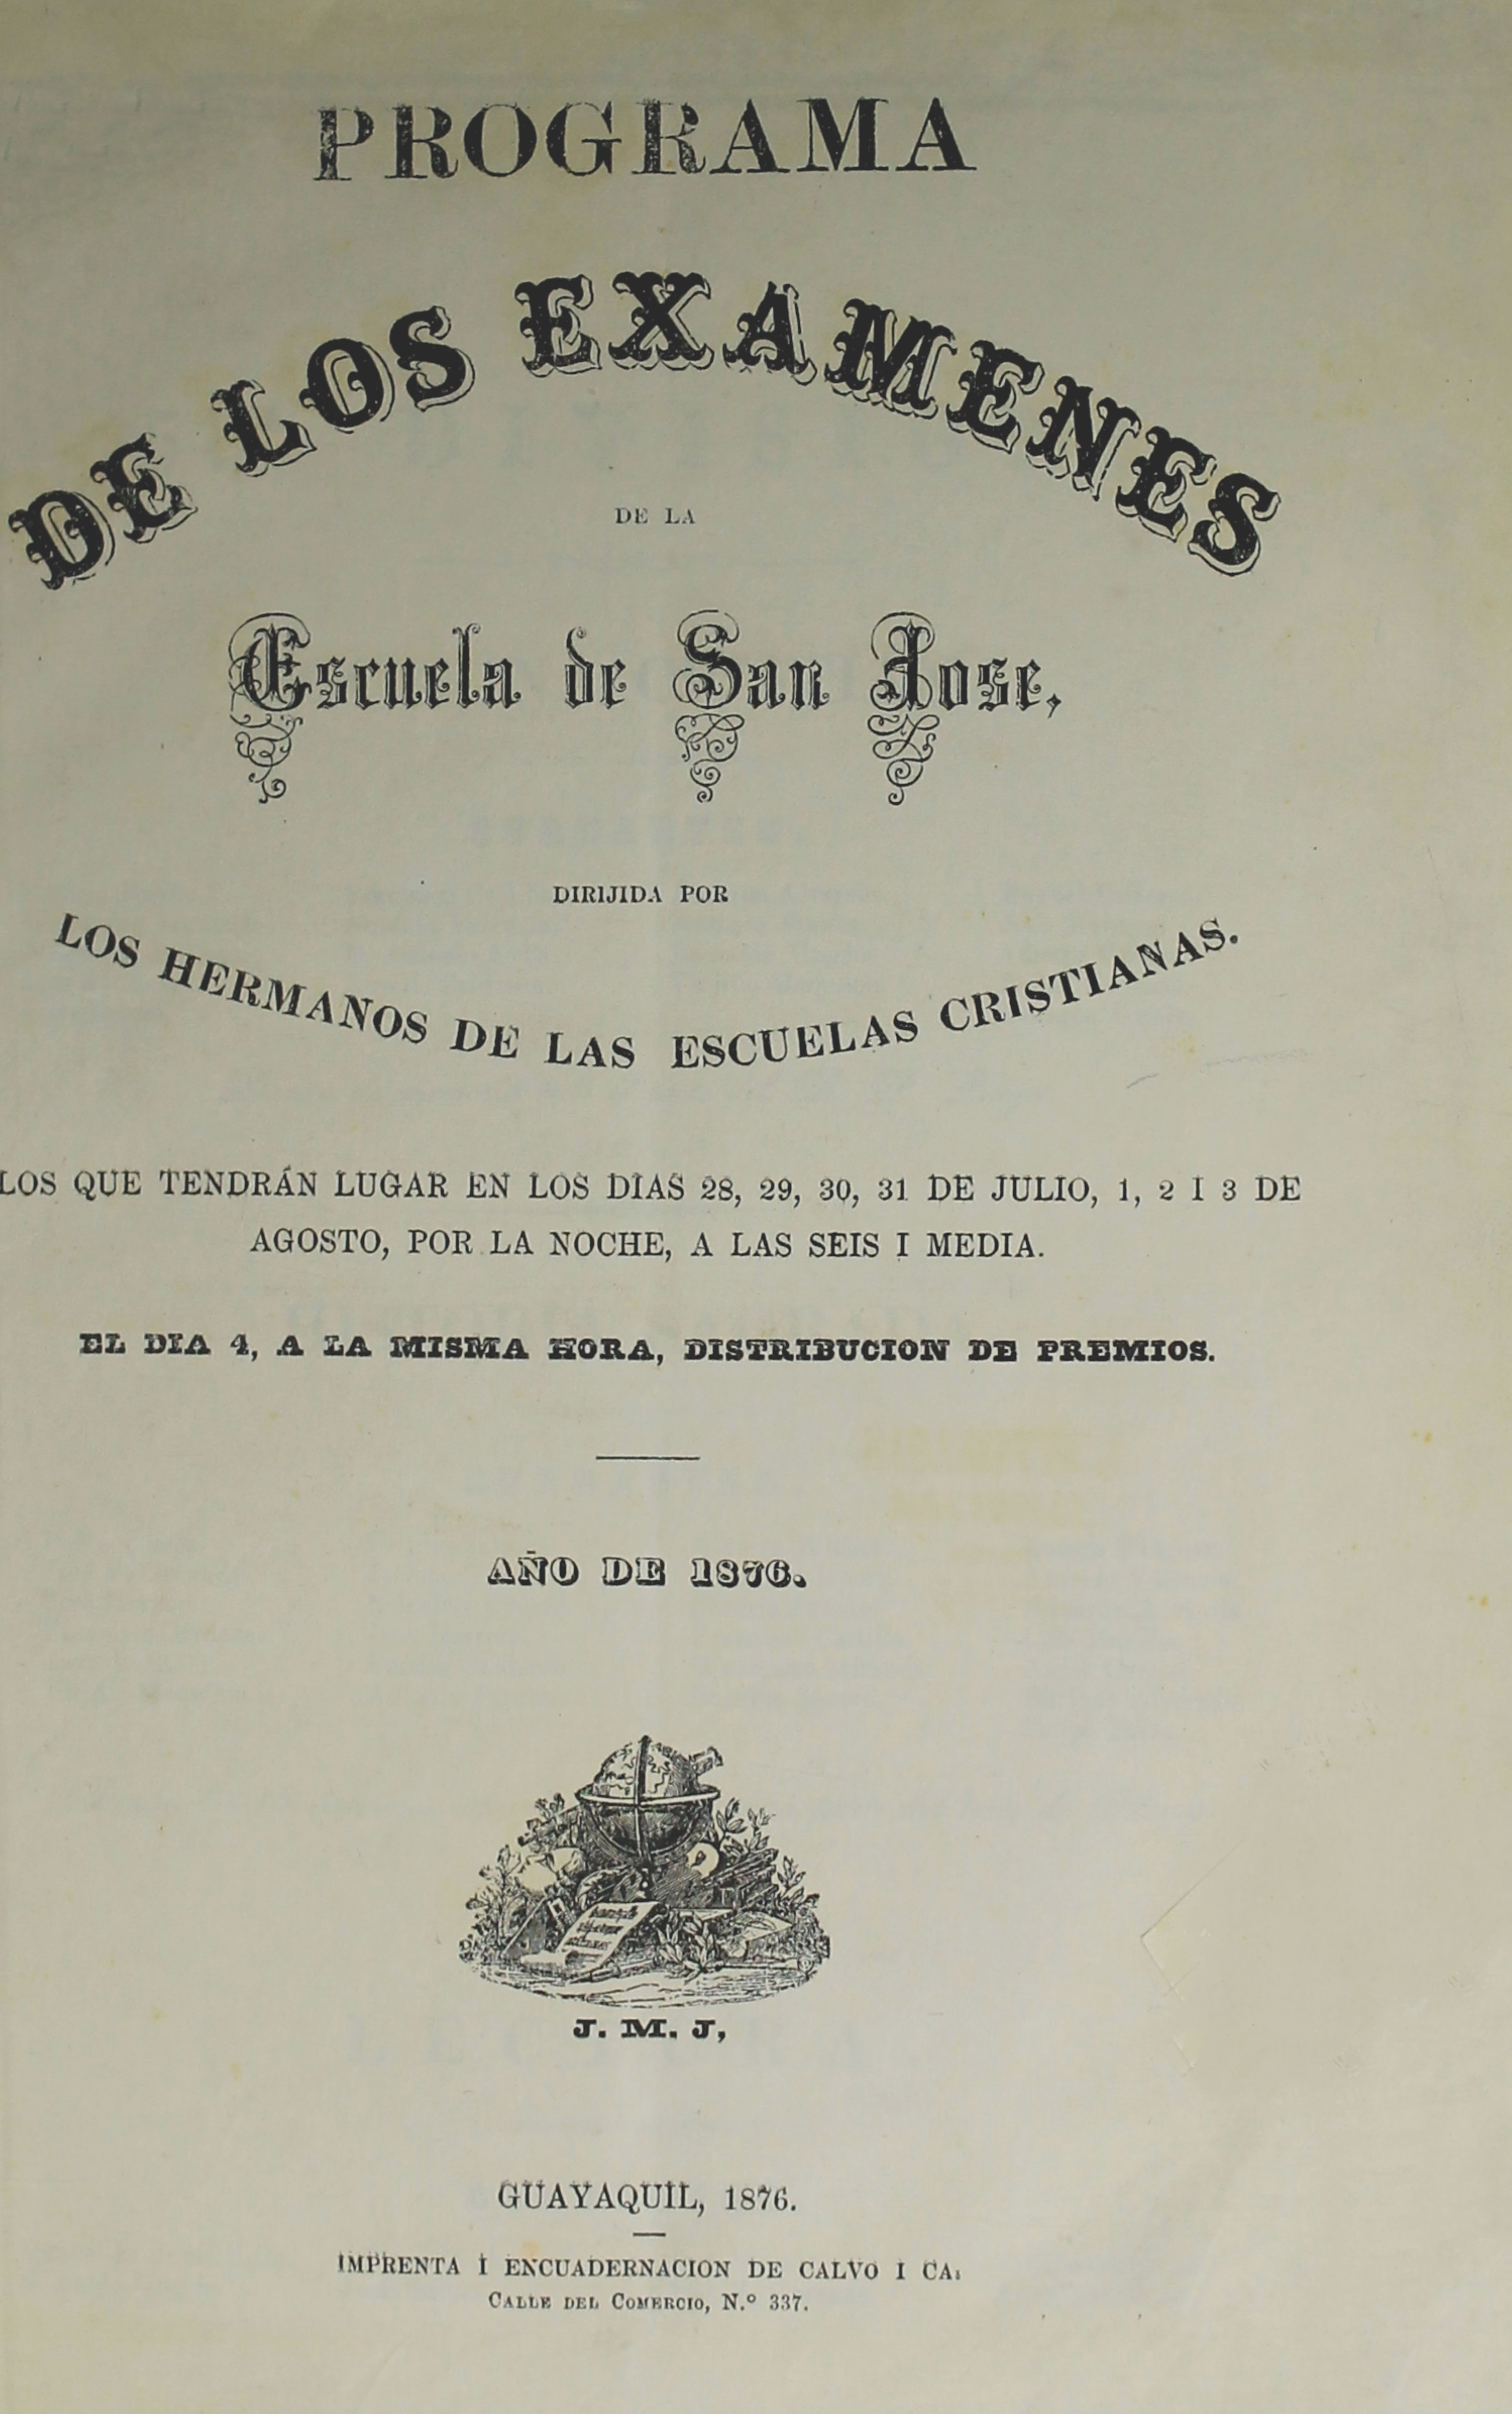 PROGRAMA
DE LOS EXAMENES
DE LA
Escuela de San Jose,
DIRIJIDA POR
LOS HERMANOS DE LAS ESCUELAS CRISTIANAS.
LOS QUE TENDRÁN LUGAR EN LOS DIAS 28, 29, 30, 31 DE JULIO, 1, 2 I 3 DE
AGOSTO, POR LA NOCHE, A LAS SEIS I MEDIA.
EL DIA 4, A LA MISMA HORA, DISTRIBUCION DE PREMIOS.
AÑO DE 1876.
J. M. J,
GUAYAQUIL, 1876.
IMPRENTA I ENCUADERNACION DE CALVO I CA.
CALLE DEL COMERCIO, N.° 337.